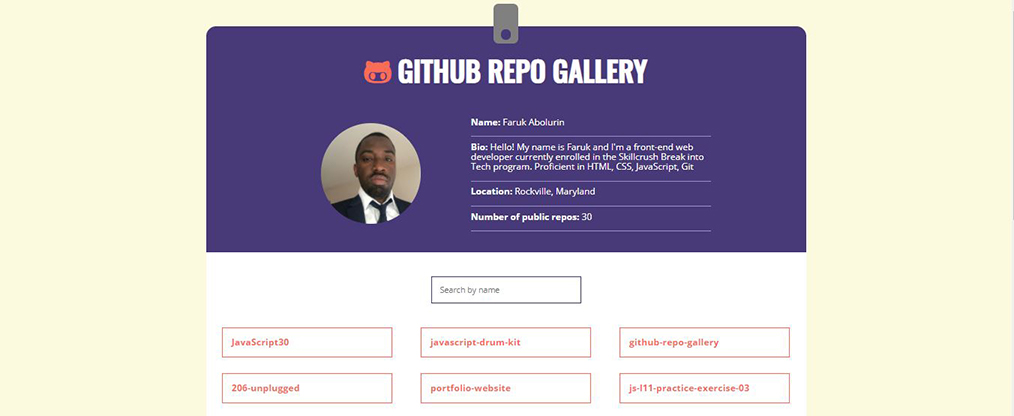 GITHUB REPO GALLERY
Name: Faruk Abolurin
Bio: Hello! My name is Faruk and I'm a front-end web
developer currently enrolled in the Skillcrush Break into
Tech program. Proficient in HTML, CSS, JavaScript, Git
Location: Rockville, Maryland
Number of public repos: 30
Search by name
JavaScript30
javascript-drum-kit
github-repo-gallery
206-unplugged
portfolio-website
js-l11-practice-exercise-03